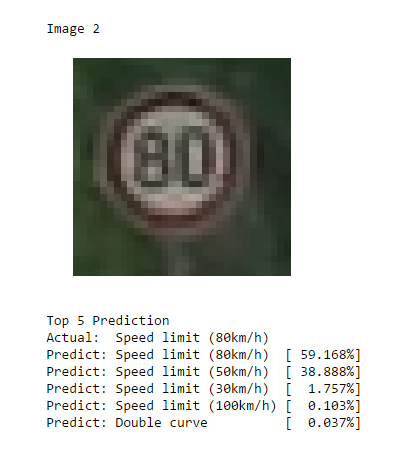 Image 2
80
Top 5 Prediction
Actual:  Speed limit (80km/h)
Predict: Speed limit (80km/h)  [ 59.168%]
Predict: Speed limit (50km/h)  [ 38.888%]
Predict: Speed limit (30km/h)  [  1.757%]
Predict: Speed limit (100km/h) [  0.103%]
Predict: Double curve          [  0.037%]